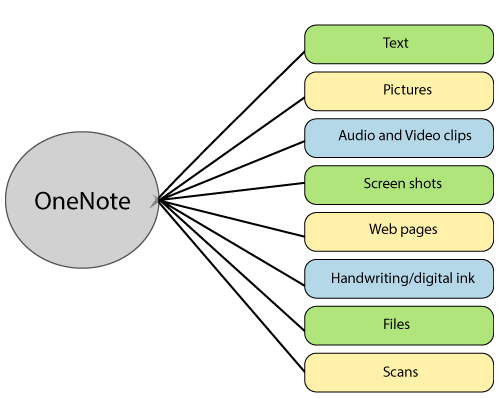 OneNote
Text
Pictures
Audio and Video clips
Screen shots
Web pages
Handwriting/digital ink
Files
Scans